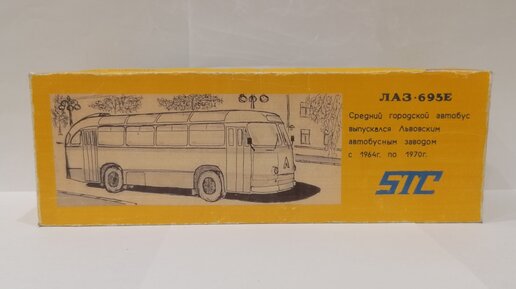 ЛАЗ-695Е
Средний городской автобус
выпускался Львовским
автобусным заводом
с 1964г. по 1970г.
STC